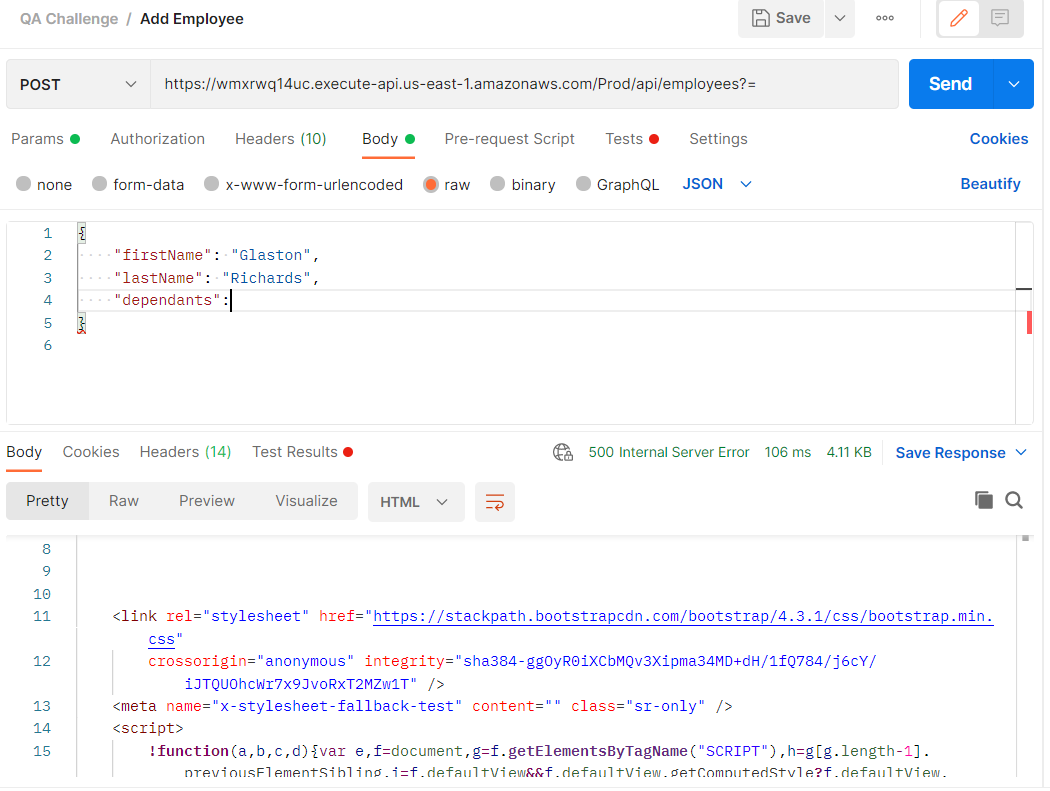 QA Challenge / Add Employee
Save
POST https://wmxrwq14uc.execute-api.us-east-1.amazonaws.com/Prod/api/employees?= Send
Params Authorization Headers (10) Body Pre-request Script Tests Settings Cookies
none form-data x-www-form-urlencoded raw binary GraphQL JSON Beautify
1 {
2 "firstName": "Glaston",
3 "lastName": "Richards",
4 "dependants":
5 }
6
Body Cookies Headers (14) Test Results 500 Internal Server Error 106 ms 4.11 KB Save Response
Pretty Raw Preview Visualize HTML
8
9
10
11 <link rel="stylesheet" href="https://stackpath.bootstrapcdn.com/bootstrap/4.3.1/css/bootstrap.min.
css"
12 crossorigin="anonymous" integrity="sha384-ggOyR0iXCbMQv3Xipma34MD+dH/1fQ784/j6cY/
iJTQUOhcWr7x9JvoRxT2MZw1T" />
13 <meta name="x-stylesheet-fallback-test" content="" class="sr-only" />
14 <script>
15 !function(a,b,c,d){var e,f=document,g=f.getElementsByTagName("SCRIPT"),h=g[g.length-1].
previousElementSibling,i=f.defaultView&&f.defaultView.getComputedStyle?f.defaultView.